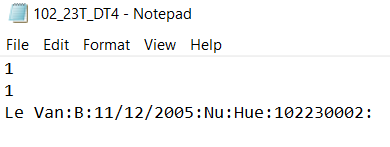 102_23T_DT4 - Notepad
File Edit Format View Help
1
1
Le Van:B:11/12/2005:Nu:Hue:102230002: